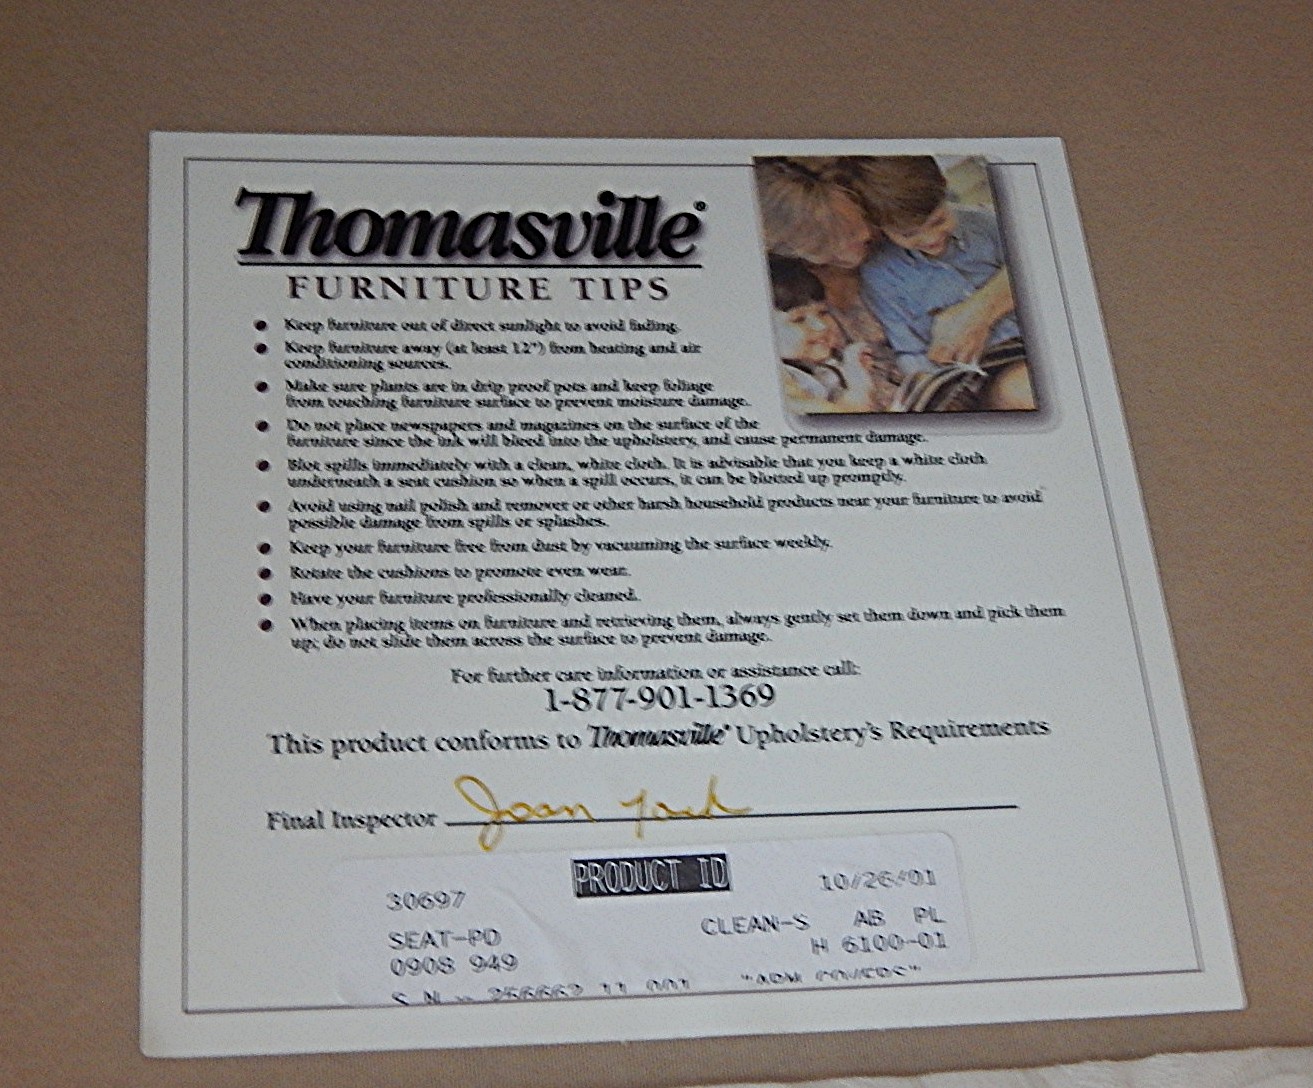 Thomasville®
FURNITURE TIPS
● Keep furniture out of direct sunlight to avoid fading.
● Keep furniture away (at least 12") from heating and air
conditioning sources.
● Make sure plants are in drip proof pots and keep foliage
from touching furniture surface to prevent moisture damage.
● Do not place newspapers and magazines on the surface of the
furniture since the ink will bleed into the upholstery, and cause permanent damage.
● Blot spills immediately with a clean, white cloth. It is advisable that you keep a white cloth
underneath a seat cushion so when a spill occurs, it can be blotted up promptly.
● Avoid using nail polish and remover or other harsh household products near your furniture to avoid
possible damage from spills or splashes.
● Keep your furniture free from dust by vacuuming the surface weekly.
● Rotate the cushions to promote even wear.
● Have your furniture professionally cleaned.
● When placing items on furniture and retrieving them, always gently set them down and pick them
up; do not slide them across the surface to prevent damage.
For further care information or assistance call:
1-877-901-1369
This product conforms to Thomasville® Upholstery's Requirements
Final Inspector Joan
PRODUCT ID
30697 10/26/01
SEAT-PD CLEAN-S AB PL
0908 949 H 6100-01
S N 001 "ARM COVERS"